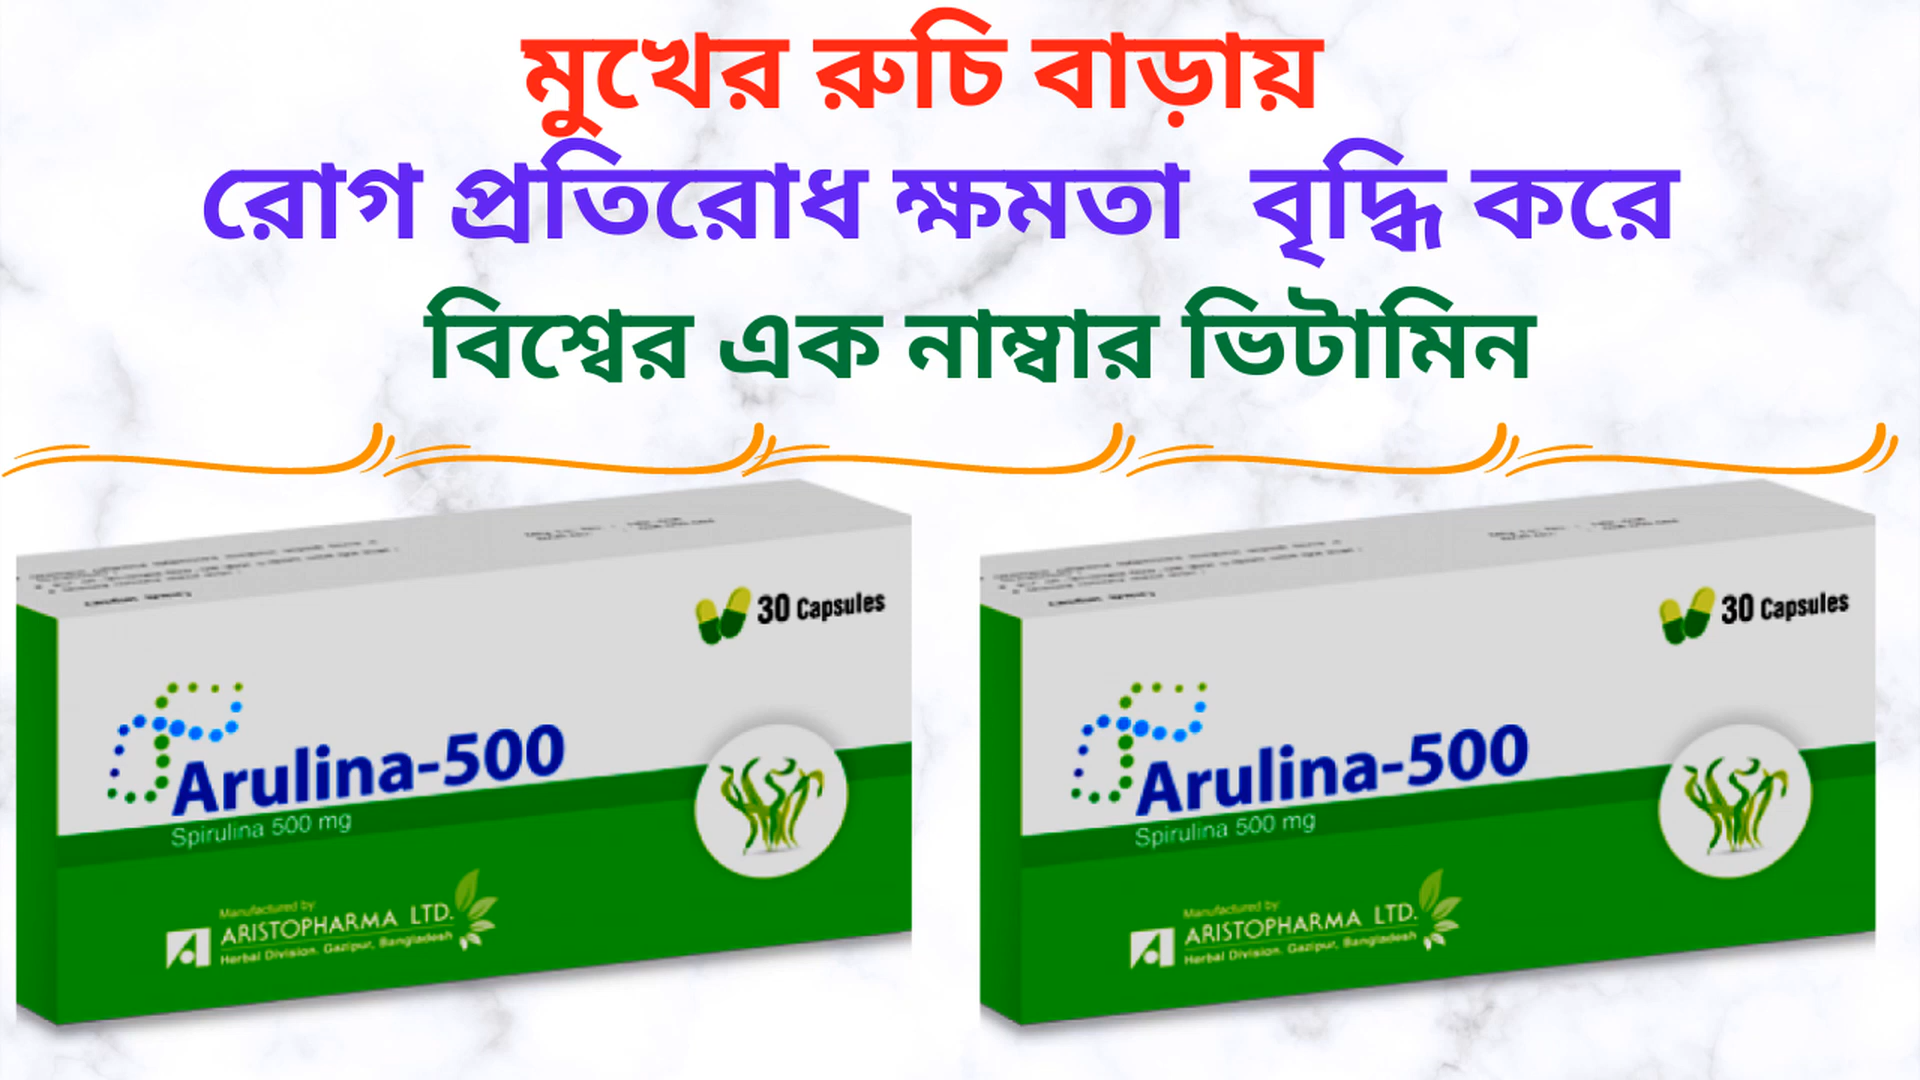 মুখের রুচি বাড়ায়
রোগ প্রতিরোধ ক্ষমতা বৃদ্ধি করে
বিশ্বের এক নাম্বার ভিটামিন
30 Capsules
Arulina-500
Spirulina 500 mg
Manufactured by
ARISTOPHARMA LTD.
Herbal Division, Gazipur, Bangladesh
30 Capsules
Arulina-500
Spirulina 500 mg
Manufactured by
ARISTOPHARMA LTD.
Herbal Division, Gazipur, Bangladesh